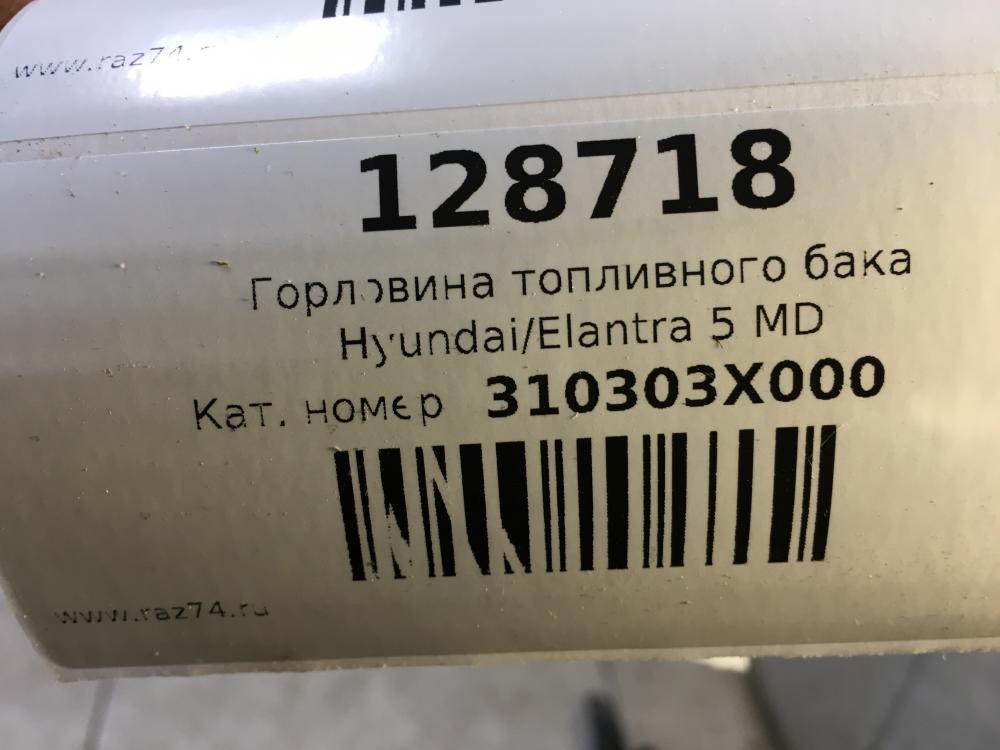 www.raz74.ru
128718
Горловина топливного бака
Hyundai/Elantra 5 MD
Кат. номер 310303X000
www.raz74.ru